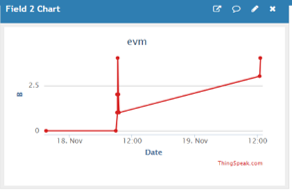 Field 2 Chart
evm
2.5
B
0
18. Nov
12:00
19. Nov
12:00
Date
ThingSpeak.com